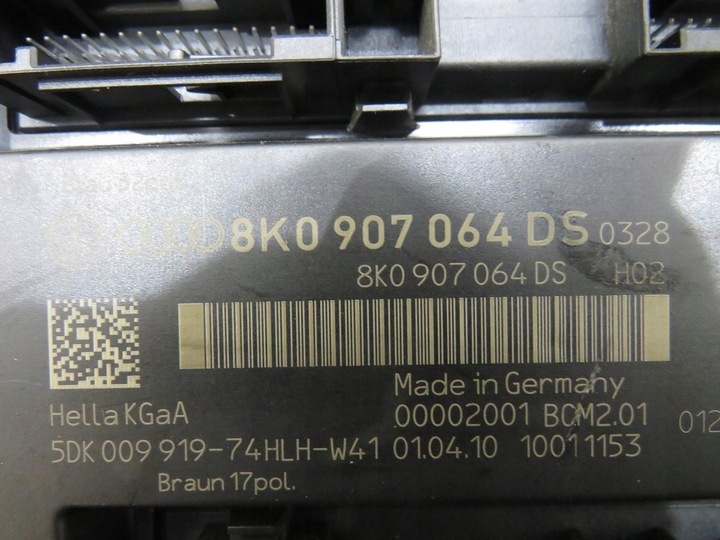 8K0 907 064 DS 0328
8K0 907 064 DS H02
Made in Germany
Hella KGaA 00002001 BCM2.01 012
5DK 009 919-74HLH-W41 01.04.10 10011153
Braun 17pol.